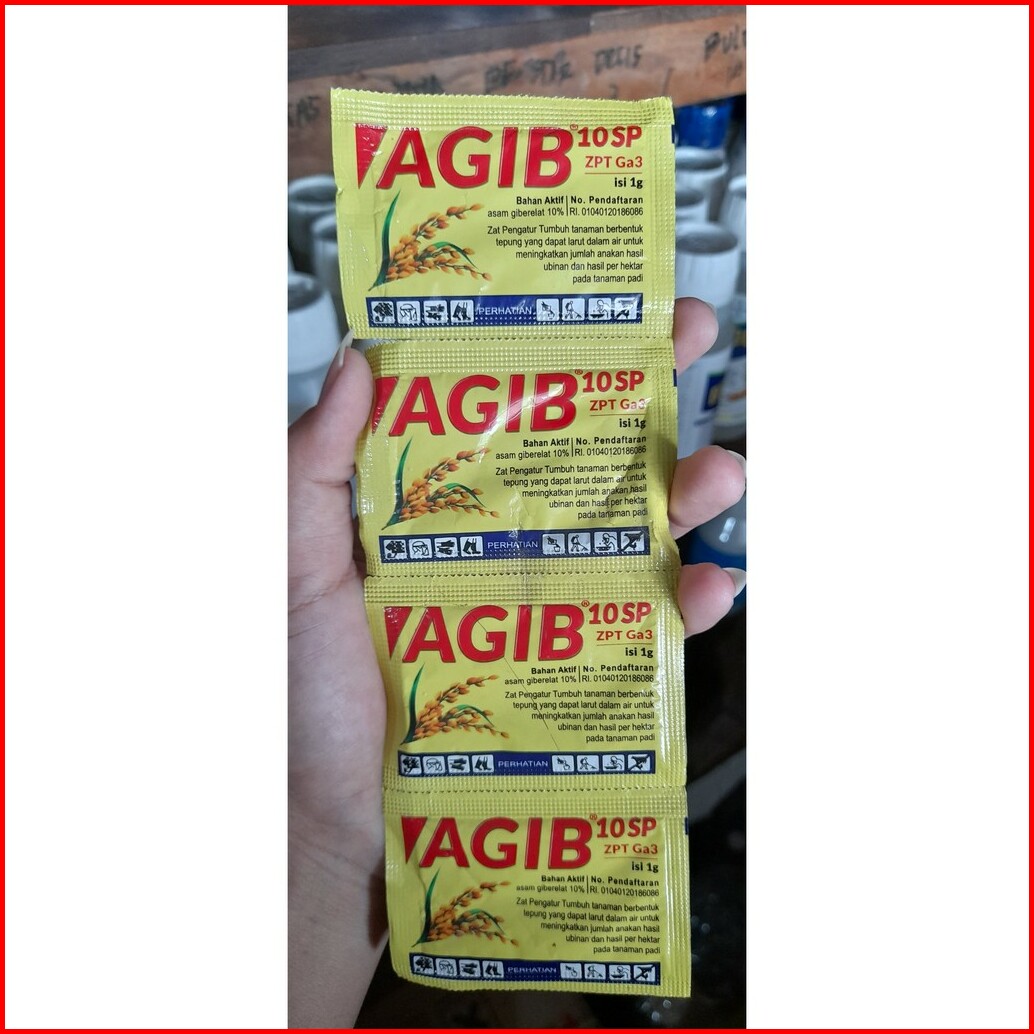 BE STIE DECIS
AGIB® 10 SP
ZPT Ga3
isi 1g
Bahan Aktif | No. Pendaftaran
asam giberelat 10% | RI. 01040120186086
Zat Pengatur Tumbuh tanaman berbentuk
tepung yang dapat larut dalam air untuk
meningkatkan jumlah anakan hasil
ubinan dan hasil per hektar
pada tanaman padi
PERHATIAN
AGIB® 10 SP
ZPT Ga3
isi 1g
Bahan Aktif | No. Pendaftaran
asam giberelat 10% | RI. 01040120186086
Zat Pengatur Tumbuh tanaman berbentuk
tepung yang dapat larut dalam air untuk
meningkatkan jumlah anakan hasil
ubinan dan hasil per hektar
pada tanaman padi
PERHATIAN
AGIB® 10 SP
ZPT Ga3
isi 1g
Bahan Aktif | No. Pendaftaran
asam giberelat 10% | RI. 01040120186086
Zat Pengatur Tumbuh tanaman berbentuk
tepung yang dapat larut dalam air untuk
meningkatkan jumlah anakan hasil
ubinan dan hasil per hektar
pada tanaman padi
PERHATIAN
AGIB® 10 SP
ZPT Ga3
isi 1g
Bahan Aktif | No. Pendaftaran
asam giberelat 10% | RI. 01040120186086
Zat Pengatur Tumbuh tanaman berbentuk
tepung yang dapat larut dalam air untuk
meningkatkan jumlah anakan hasil
ubinan dan hasil per hektar
pada tanaman padi
PERHATIAN